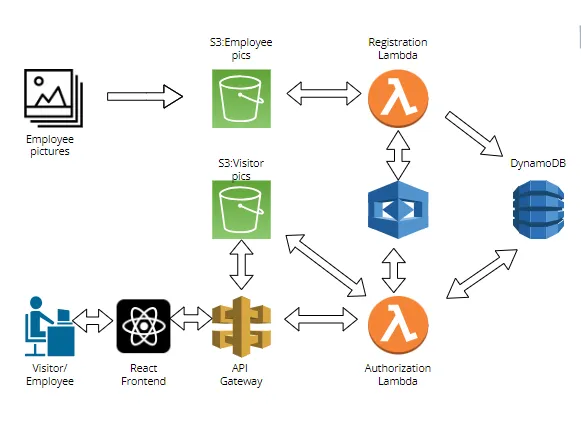 S3:Employee
pics
Registration
Lambda
Employee
pictures
S3:Visitor
pics
DynamoDB
Visitor/
Employee
React
Frontend
API
Gateway
Authorization
Lambda